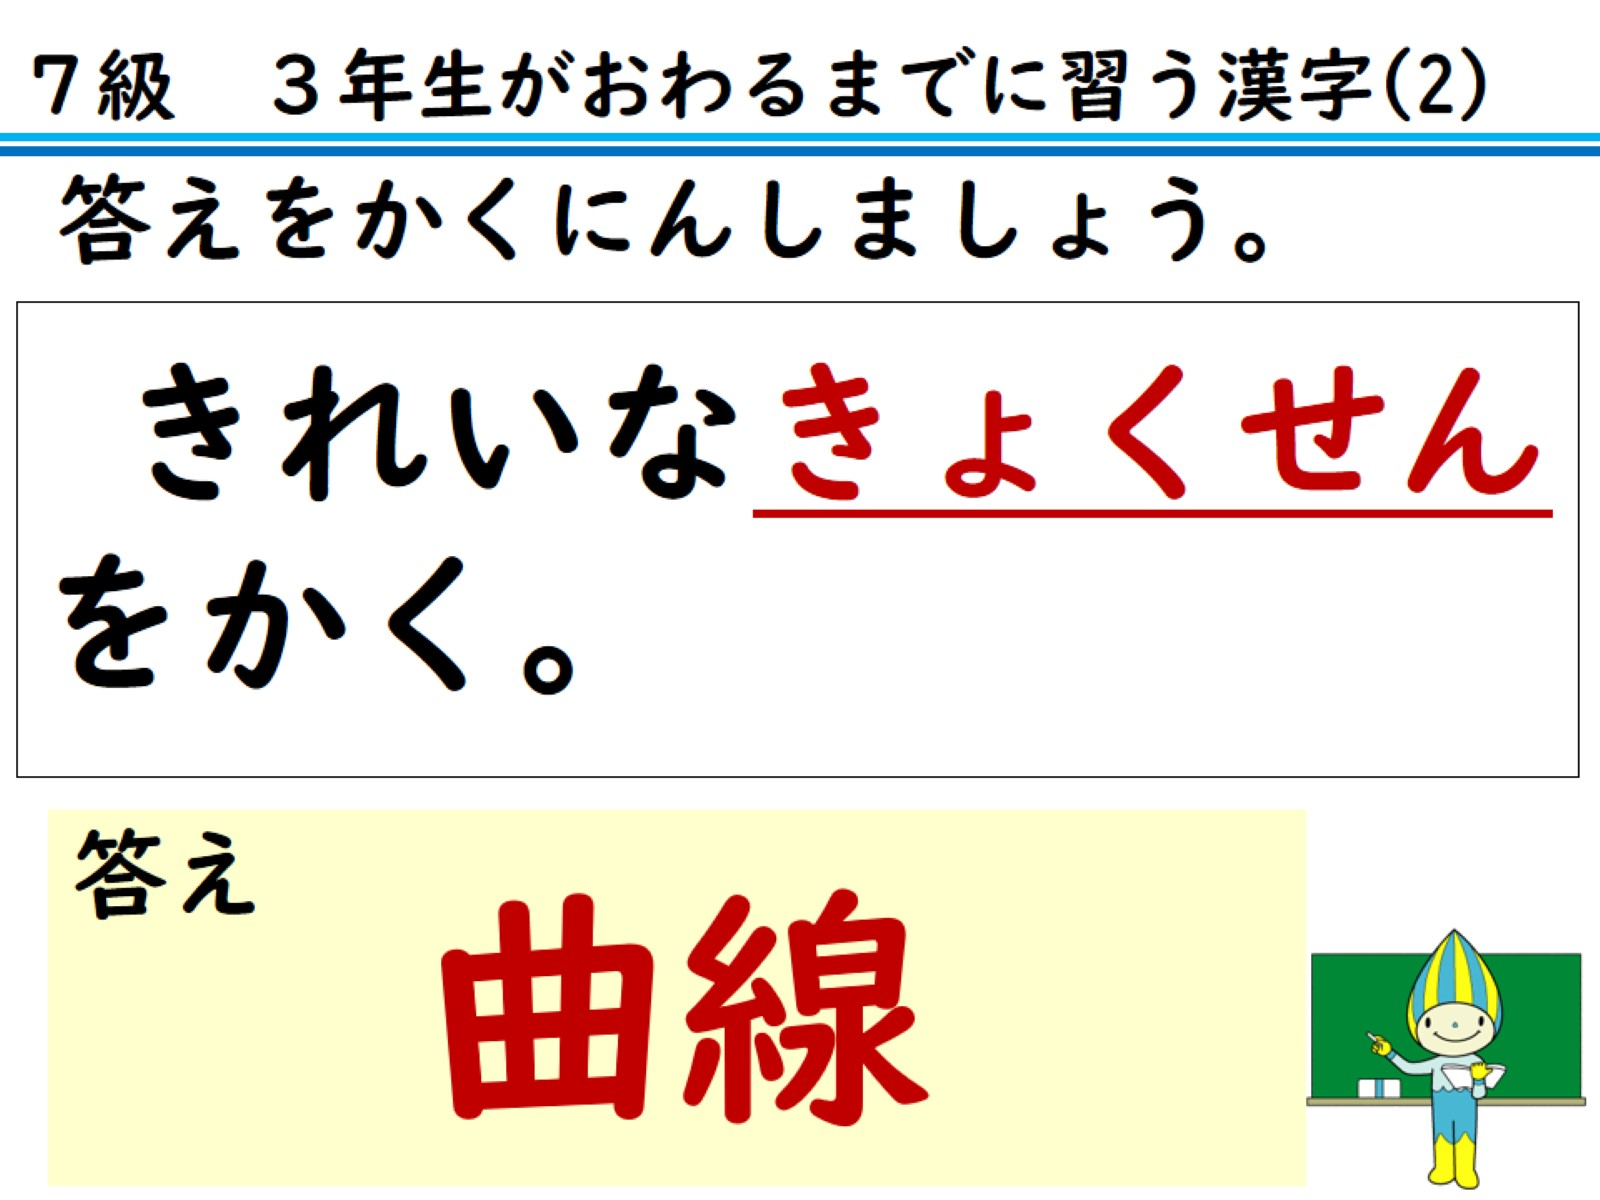 ７級　３年生がおわるまでに習う漢字(2)
答えをかくにんしましょう。
きれいなきょくせん
をかく。
答え
曲線